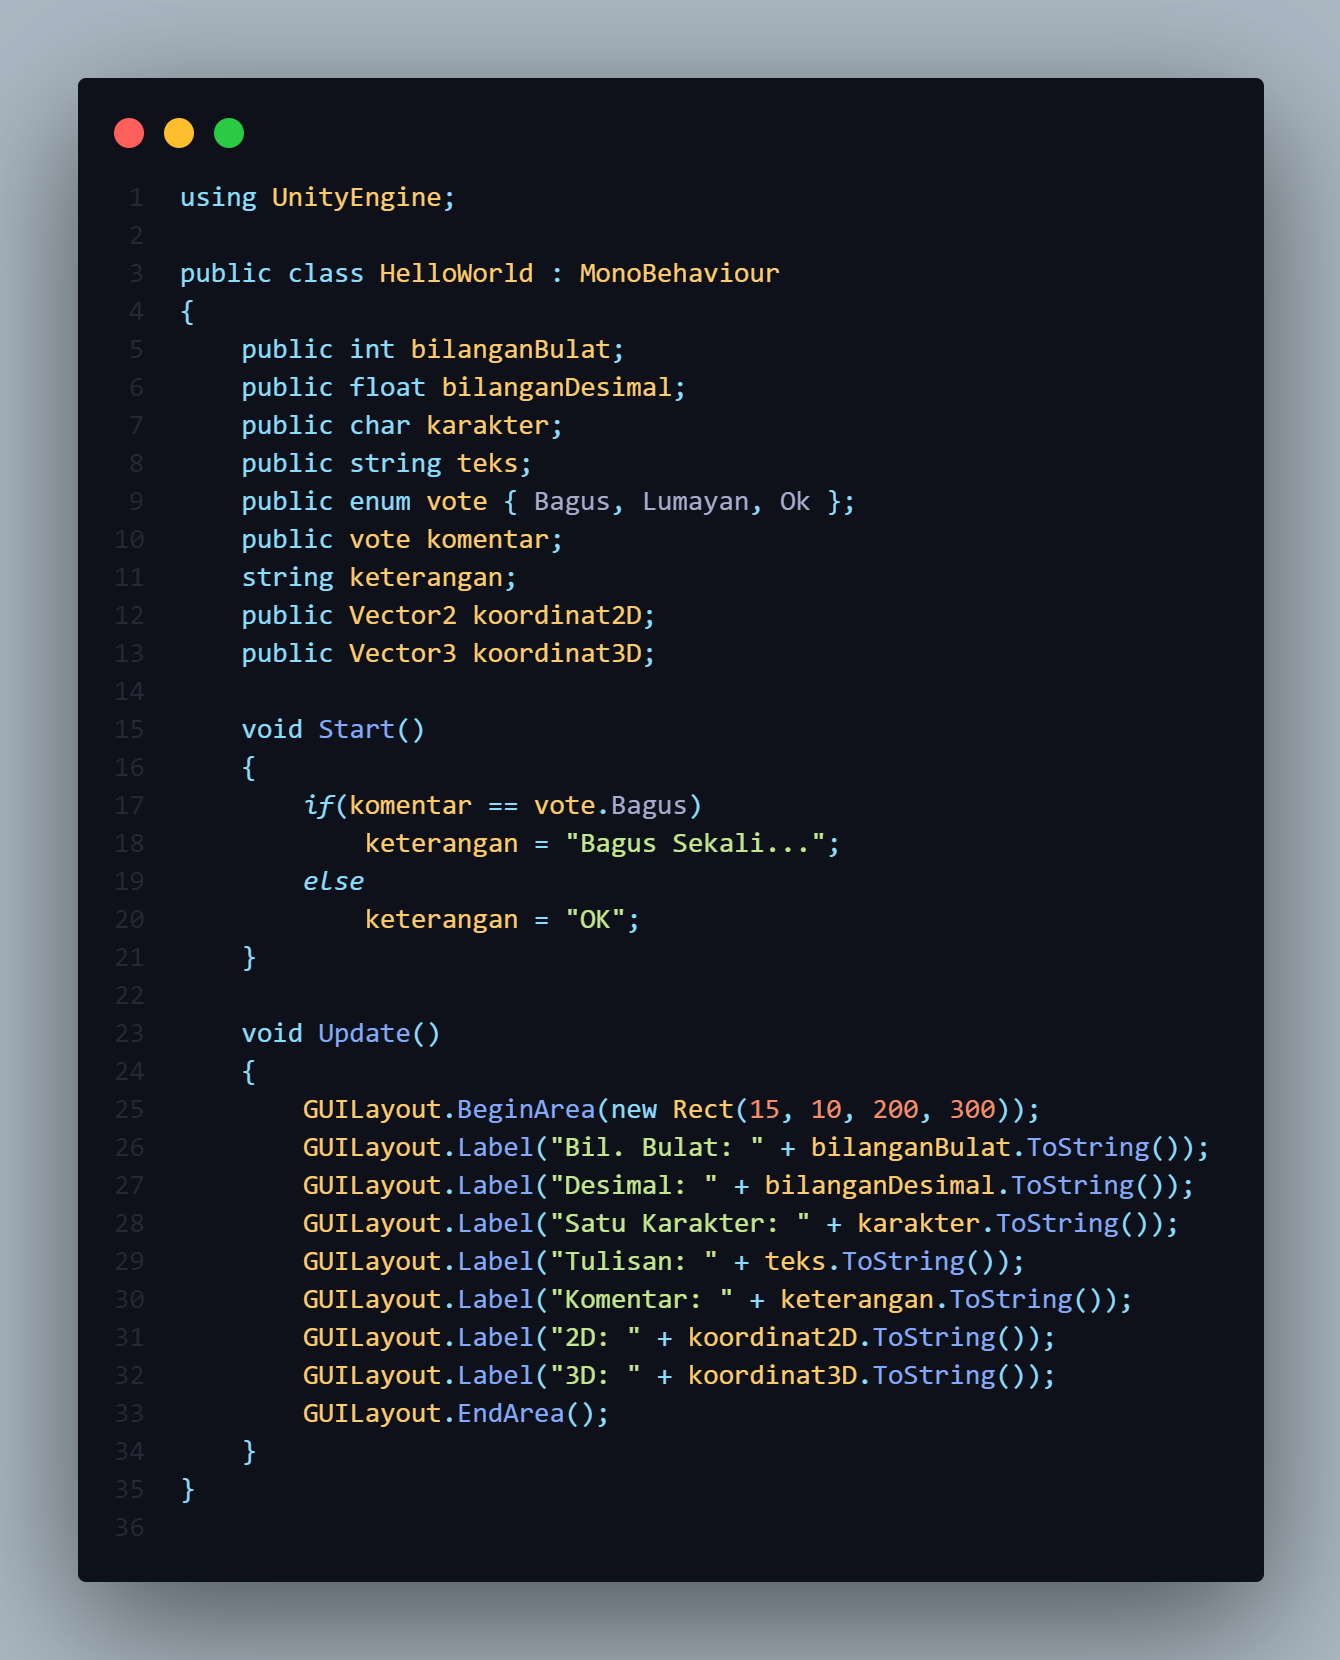 1 using UnityEngine;
2
3 public class HelloWorld : MonoBehaviour
4 {
5     public int bilanganBulat;
6     public float bilanganDesimal;
7     public char karakter;
8     public string teks;
9     public enum vote { Bagus, Lumayan, Ok };
10     public vote komentar;
11     string keterangan;
12     public Vector2 koordinat2D;
13     public Vector3 koordinat3D;
14
15     void Start()
16     {
17         if(komentar == vote.Bagus)
18             keterangan = "Bagus Sekali...";
19         else
20             keterangan = "OK";
21     }
22
23     void Update()
24     {
25         GUILayout.BeginArea(new Rect(15, 10, 200, 300));
26         GUILayout.Label("Bil. Bulat: " + bilanganBulat.ToString());
27         GUILayout.Label("Desimal: " + bilanganDesimal.ToString());
28         GUILayout.Label("Satu Karakter: " + karakter.ToString());
29         GUILayout.Label("Tulisan: " + teks.ToString());
30         GUILayout.Label("Komentar: " + keterangan.ToString());
31         GUILayout.Label("2D: " + koordinat2D.ToString());
32         GUILayout.Label("3D: " + koordinat3D.ToString());
33         GUILayout.EndArea();
34     }
35 }
36